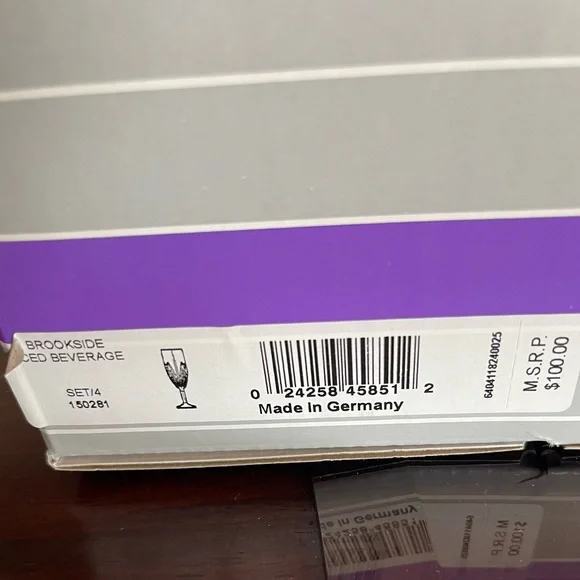 BROOKSIDE
CED BEVERAGE
SET/4
150281
0 24258 45851 2
Made In Germany
6404118240025
M.S.R.P.
$100.00